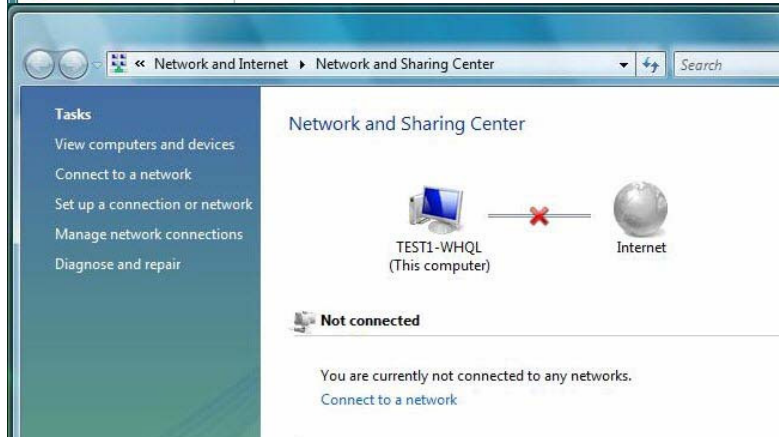 « Network and Internet ▸ Network and Sharing Center
Search
Tasks
View computers and devices
Connect to a network
Set up a connection or network
Manage network connections
Diagnose and repair
Network and Sharing Center
TEST1-WHQL
(This computer)
Internet
Not connected
You are currently not connected to any networks.
Connect to a network